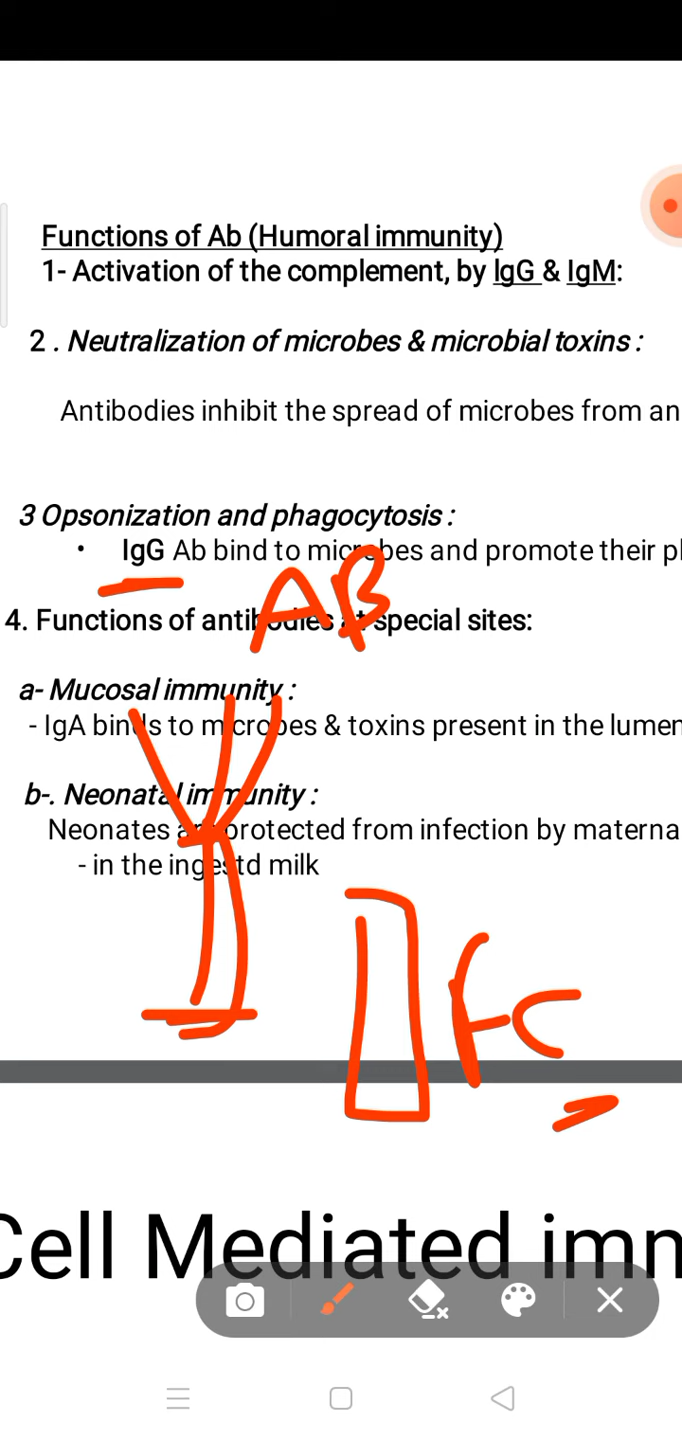 Functions of Ab (Humoral immunity)
1- Activation of the complement, by IgG & IgM:
2 . Neutralization of microbes & microbial toxins :
Antibodies inhibit the spread of microbes from an
3 Opsonization and phagocytosis :
• IgG Ab bind to microbes and promote their pl
AB
4. Functions of antibodies at special sites:
a- Mucosal immunity :
- IgA binds to microbes & toxins present in the lumen
b-. Neonatal immunity :
Neonates are protected from infection by materna
- in the ingestd milk
FC
Cell Mediated imm